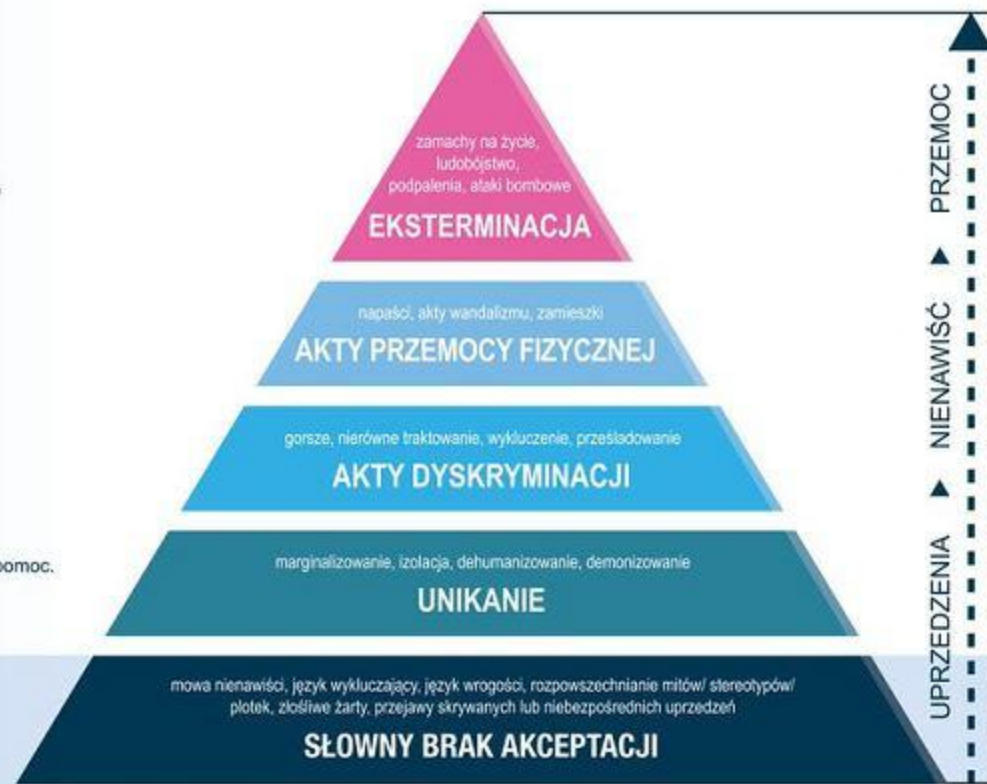 zamachy na życie,
ludobójstwo,
podpalenia, ataki bombowe
EKSTERMINACJA
napaści, akty wandalizmu, zamieszki
AKTY PRZEMOCY FIZYCZNEJ
gorsze, nierówne traktowanie, wykluczenie, prześladowanie
AKTY DYSKRYMINACJI
marginalizowanie, izolacja, dehumanizowanie, demonizowanie
UNIKANIE
mowa nienawiści, język wykluczający, język wrogości, rozpowszechnianie mitów/ stereotypów/
plotek, złośliwe żarty, przejawy skrywanych lub niebezpośrednich uprzedzeń
SŁOWNY BRAK AKCEPTACJI
pomoc.
UPRZEDZENIA
NIENAWIŚĆ
PRZEMOC